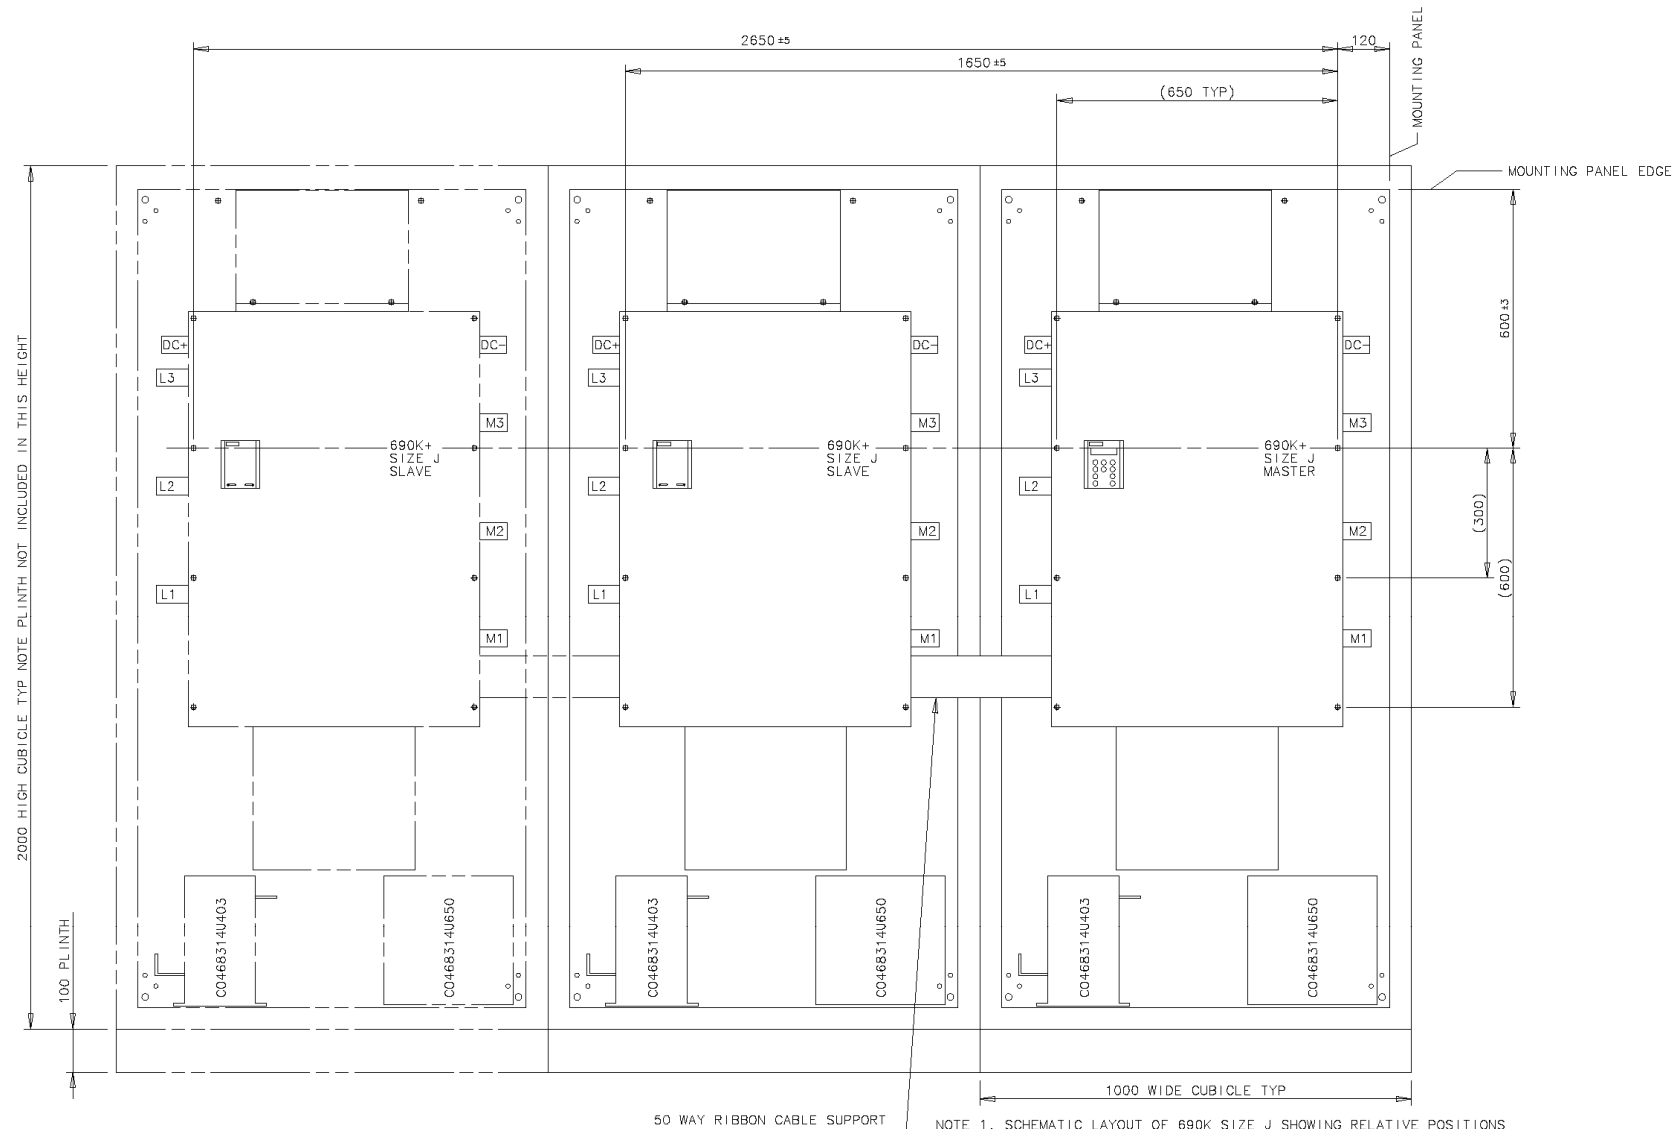 2650 ±5
120
1650 ±5
(650 TYP)
MOUNTING PANEL
MOUNTING PANEL EDGE
600 ±3
2000 HIGH CUBICLE TYP NOTE PLINTH NOT INCLUDED IN THIS HEIGHT
100 PLINTH
DC+
DC-
L3
M3
690K+
SIZE J
SLAVE
L2
M2
L1
M1
DC+
DC-
L3
M3
690K+
SIZE J
SLAVE
L2
M2
L1
M1
DC+
DC-
L3
M3
690K+
SIZE J
MASTER
L2
M2
L1
M1
(300)
(600)
CO468314U403
CO468314U650
CO468314U403
CO468314U650
CO468314U403
CO468314U650
1000 WIDE CUBICLE TYP
50 WAY RIBBON CABLE SUPPORT
NOTE 1. SCHEMATIC LAYOUT OF 690K SIZE J SHOWING RELATIVE POSITIONS